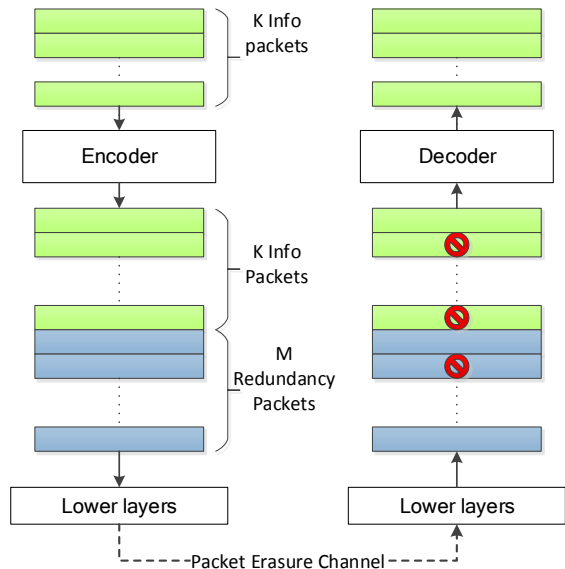 K Info
packets
Encoder
Decoder
K Info
Packets
M
Redundancy
Packets
Lower layers
Lower layers
Packet Erasure Channel